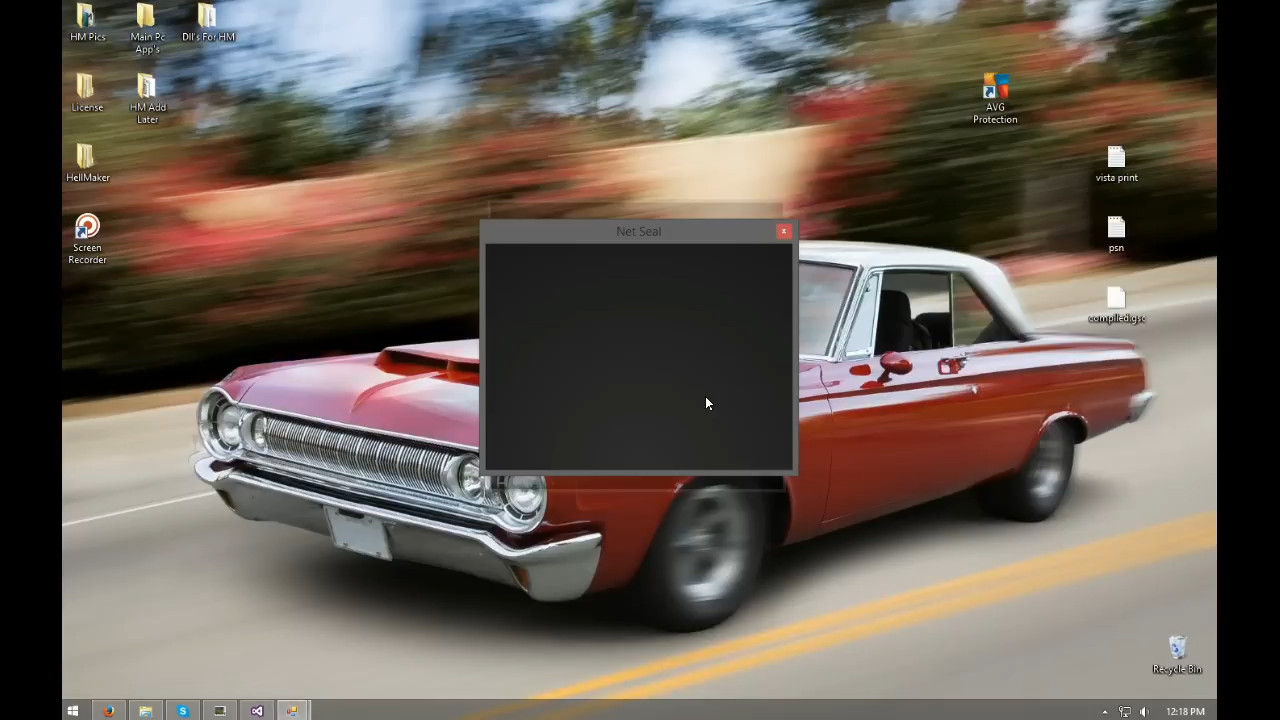 HM Pics
Main Pc
App's
Dll's For HM
License
HM Add
Later
HellMaker
Screen
Recorder
AVG
Protection
vista print
psn
compiled.gsc
Net Seal
x
Recycle Bin
12:18 PM